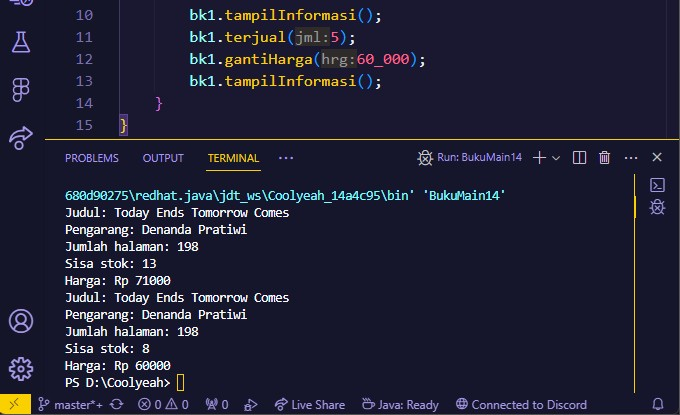 10 bk1.tampilInformasi();
11 bk1.terjual(jml:5);
12 bk1.gantiHarga(hrg:60_000);
13 bk1.tampilInformasi();
14 }
15 }
PROBLEMS OUTPUT TERMINAL ··· Run: BukuMain14
680d90275\redhat.java\jdt_ws\Coolyeah_14a4c95\bin' 'BukuMain14'
Judul: Today Ends Tomorrow Comes
Pengarang: Denanda Pratiwi
Jumlah halaman: 198
Sisa stok: 13
Harga: Rp 71000
Judul: Today Ends Tomorrow Comes
Pengarang: Denanda Pratiwi
Jumlah halaman: 198
Sisa stok: 8
Harga: Rp 60000
PS D:\Coolyeah>
master*+ 0 0 0 Live Share Java: Ready Connected to Discord